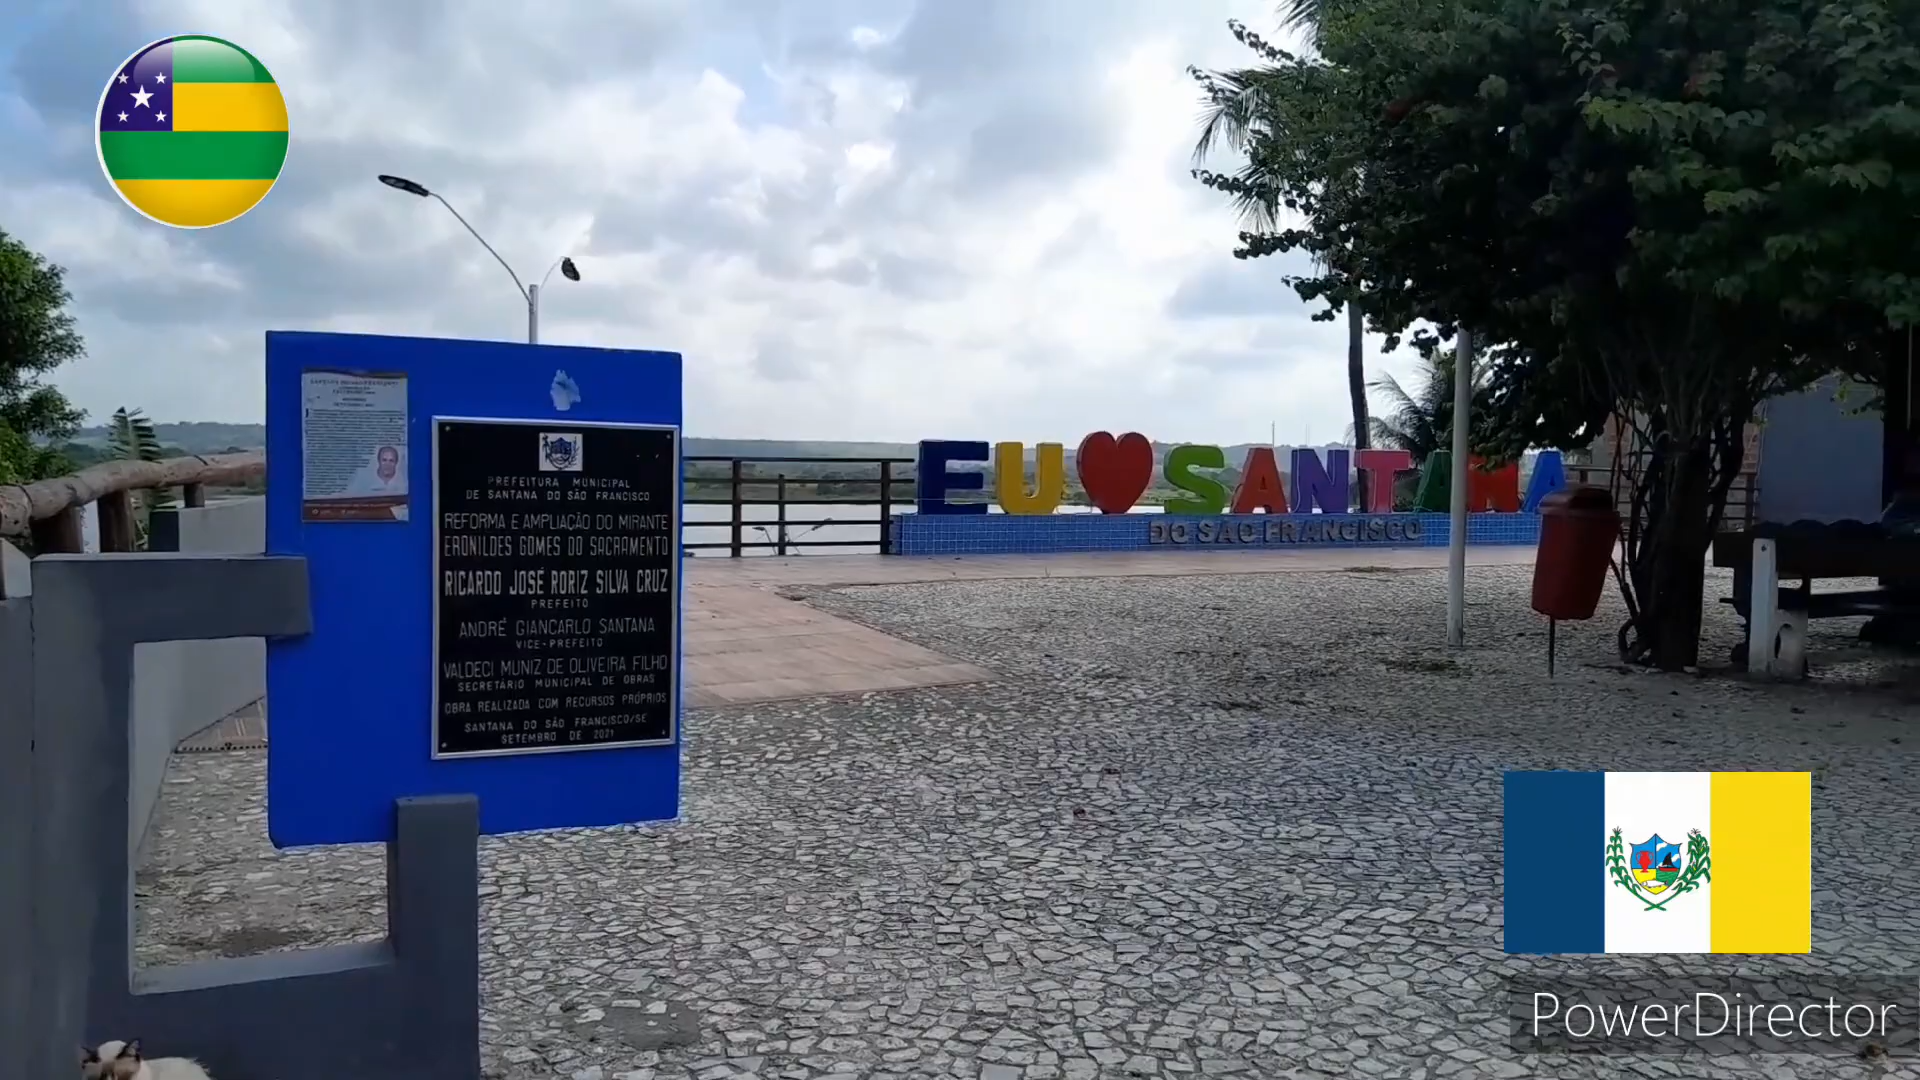 PREFEITURA MUNICIPAL
DE SANTANA DO SÃO FRANCISCO
REFORMA E AMPLIAÇÃO DO MIRANTE
ERONILDES GOMES DO SACRAMENTO
RICARDO JOSÉ RORIZ SILVA CRUZ
PREFEITO
ANDRÉ GIANCARLO SANTANA
VICE-PREFEITO
VALDECI MUNIZ DE OLIVEIRA FILHO
SECRETÁRIO MUNICIPAL DE OBRAS
OBRA REALIZADA COM RECURSOS PRÓPRIOS
SANTANA DO SÃO FRANCISCO/SE
SETEMBRO DE 2021
EU SANTANA
DO SÃO FRANCISCO
PowerDirector